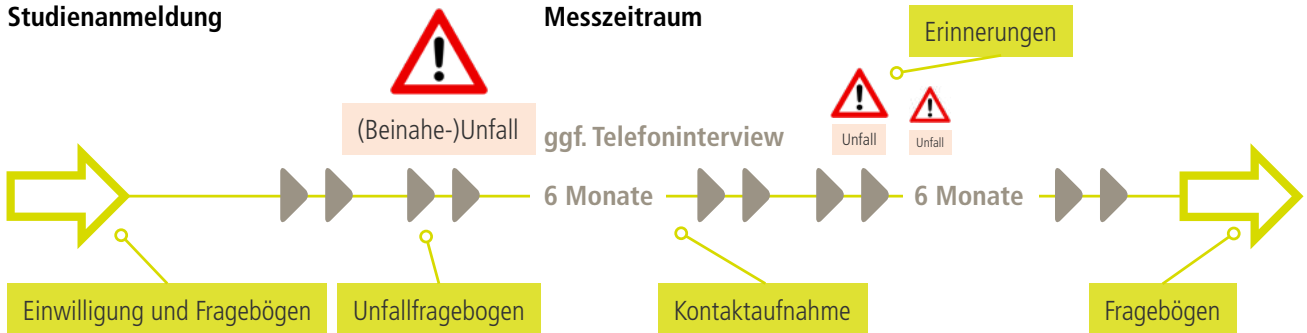 Studienanmeldung
Messzeitraum
Erinnerungen
(Beinahe-)Unfall
ggf. Telefoninterview
Unfall
Unfall
6 Monate
6 Monate
Einwilligung und Fragebögen
Unfallfragebogen
Kontaktaufnahme
Fragebögen